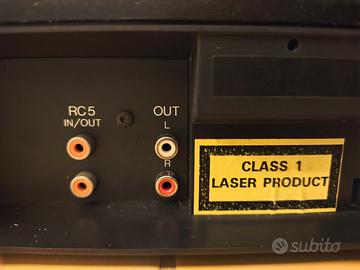 RC5
IN/OUT
OUT
L
R
CLASS 1
LASER PRODUCT
subito